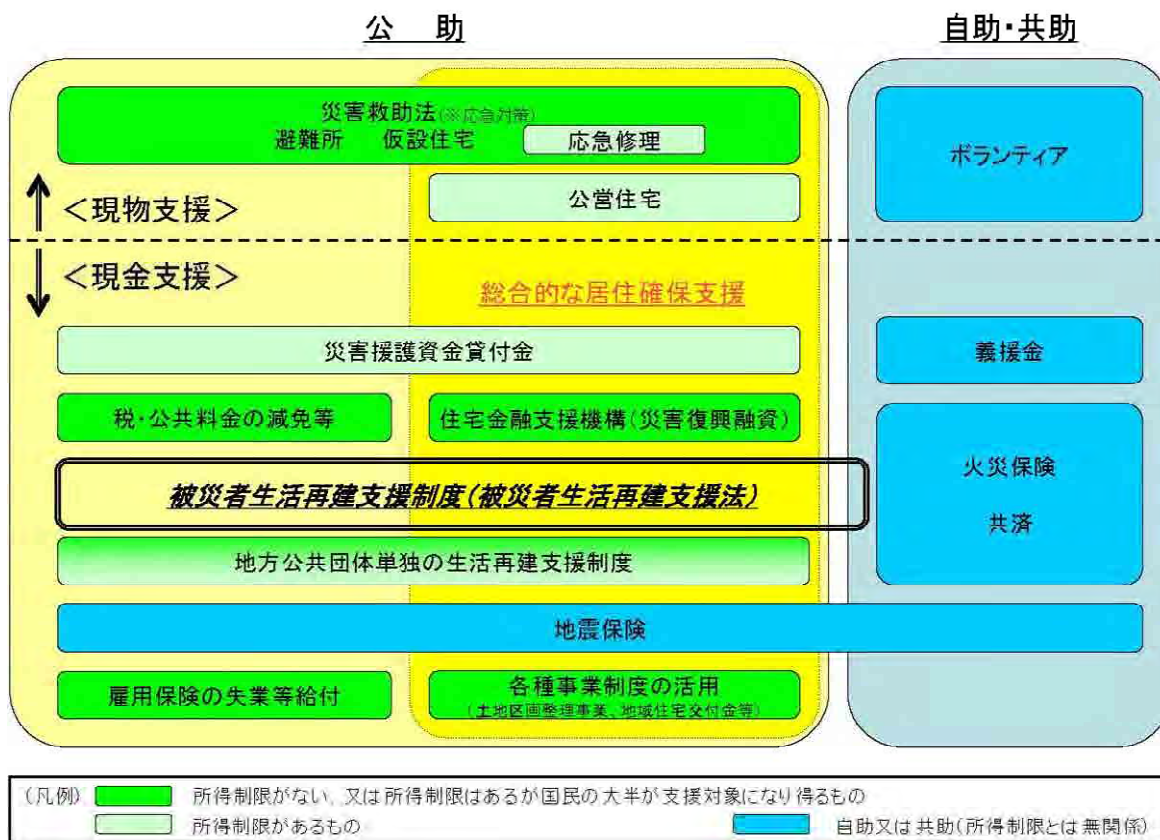 公 助
自助・共助
災害救助法(※応急対策)
避難所 仮設住宅 応急修理
ボランティア
公営住宅
<現物支援>
<現金支援>
総合的な居住確保支援
災害援護資金貸付金
義援金
税・公共料金の減免等
住宅金融支援機構(災害復興融資)
火災保険
共済
被災者生活再建支援制度(被災者生活再建支援法)
地方公共団体単独の生活再建支援制度
地震保険
雇用保険の失業等給付
各種事業制度の活用
(土地区画整理事業、地域住宅交付金等)
(凡例) 所得制限がない、又は所得制限はあるが国民の大半が支援対象になり得るもの
所得制限があるもの
自助又は共助(所得制限とは無関係)